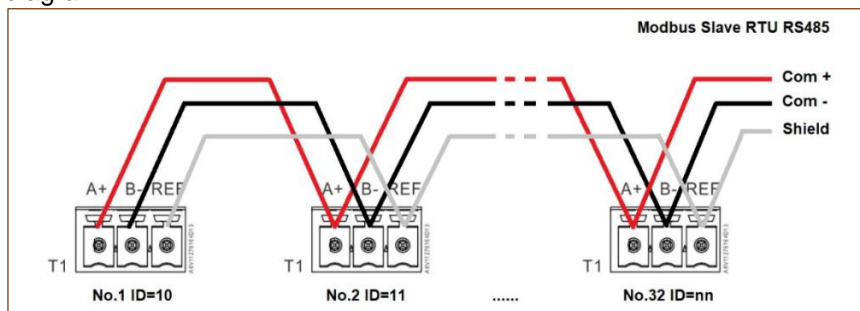 Modbus Slave RTU RS485
Com +
Com -
Shield
A+ B- REF A+ B- REF A+ B- REF
T1 T1 T1
No.1 ID=10 No.2 ID=11 ...... No.32 ID=nn